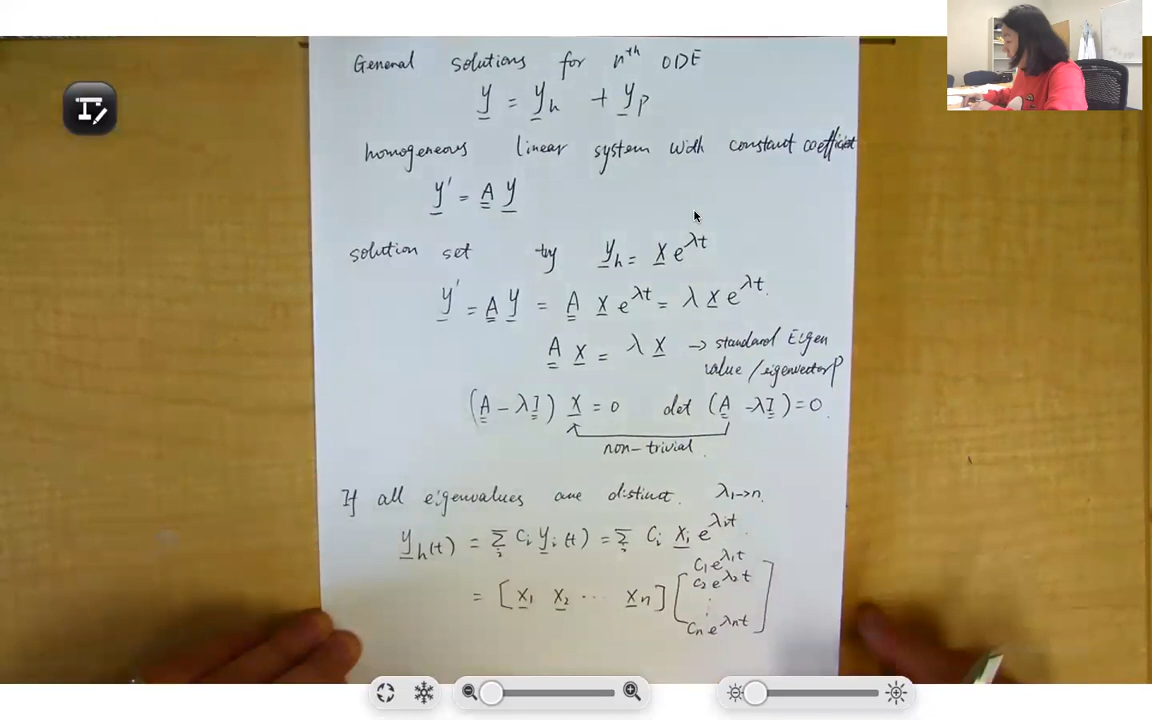 General solutions for nth ODE
y = yh + yp
homogeneous linear system with constant coefficient
y' = A y
solution set try yh = x e^λt
y' = A y = A x e^λt = λ x e^λt.
A x = λ x → standard Eigen
value /eigenvector P
(A - λI) x = 0 det (A - λI) = 0.
non-trivial.
If all eigenvalues are distinct. λ1→n.
yh(t) = Σi ci yi(t) = Σi ci xi e^λit.
= [x1 x2 ... xn] [c1 e^λ1t
c2 e^λ2t
⋮
cn e^λnt]